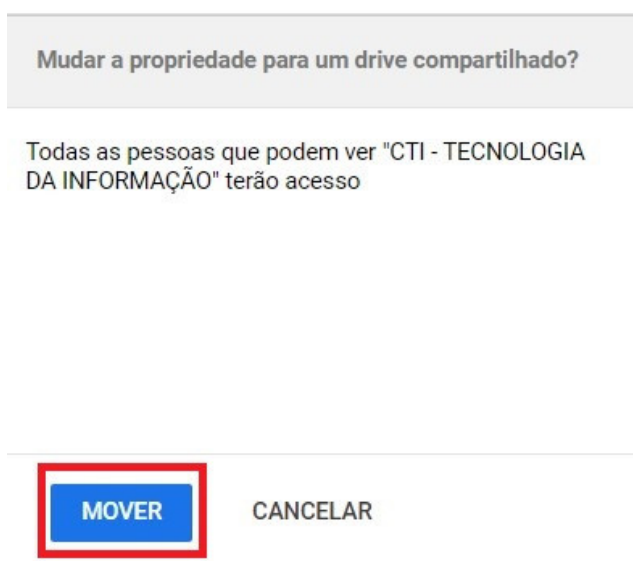 Mudar a propriedade para um drive compartilhado?
Todas as pessoas que podem ver "CTI - TECNOLOGIA
DA INFORMAÇÃO" terão acesso
MOVER CANCELAR